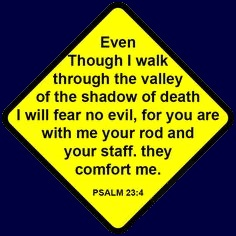 Even
Though I walk
through the valley
of the shadow of death
I will fear no evil, for you are
with me your rod and
your staff. they
comfort me.
PSALM 23:4